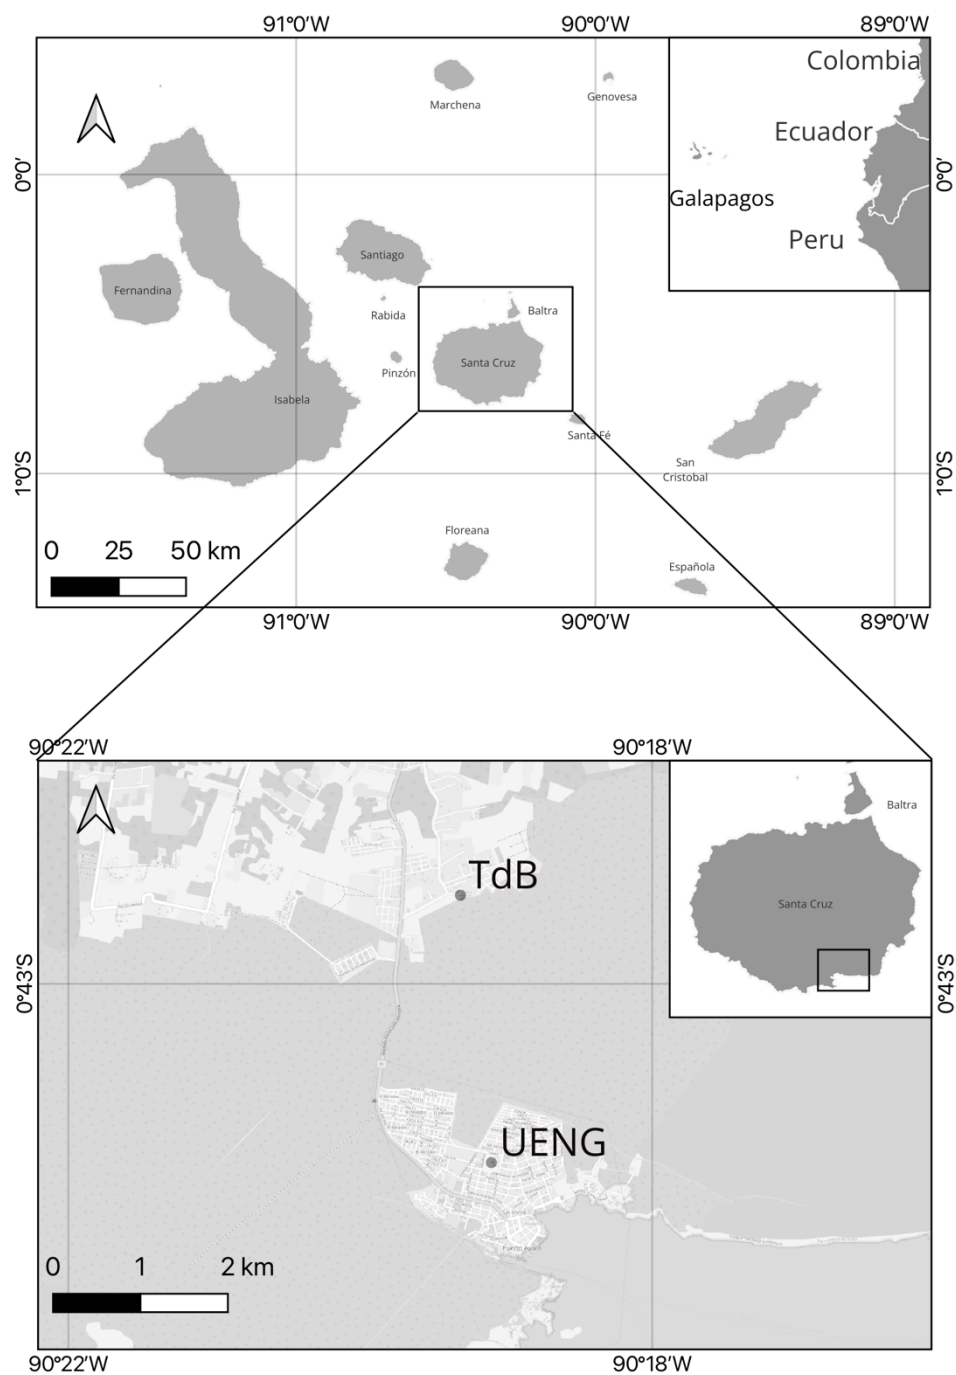 91°0′W
90°0′W
89°0′W
Colombia
Marchena
Genovesa
Ecuador
0°0′
0°0′
Galapagos
Peru
Santiago
Fernandina
Rabida
Baltra
Pinzón
Santa Cruz
Isabela
Santa Fé
San
Cristobal
1°0′S
1°0′S
Floreana
0 25 50 km
Española
91°0′W
90°0′W
89°0′W
90°22′W
90°18′W
Baltra
TdB
Santa Cruz
0°43′S
0°43′S
UENG
Puerto Ayora
0 1 2 km
90°22′W
90°18′W